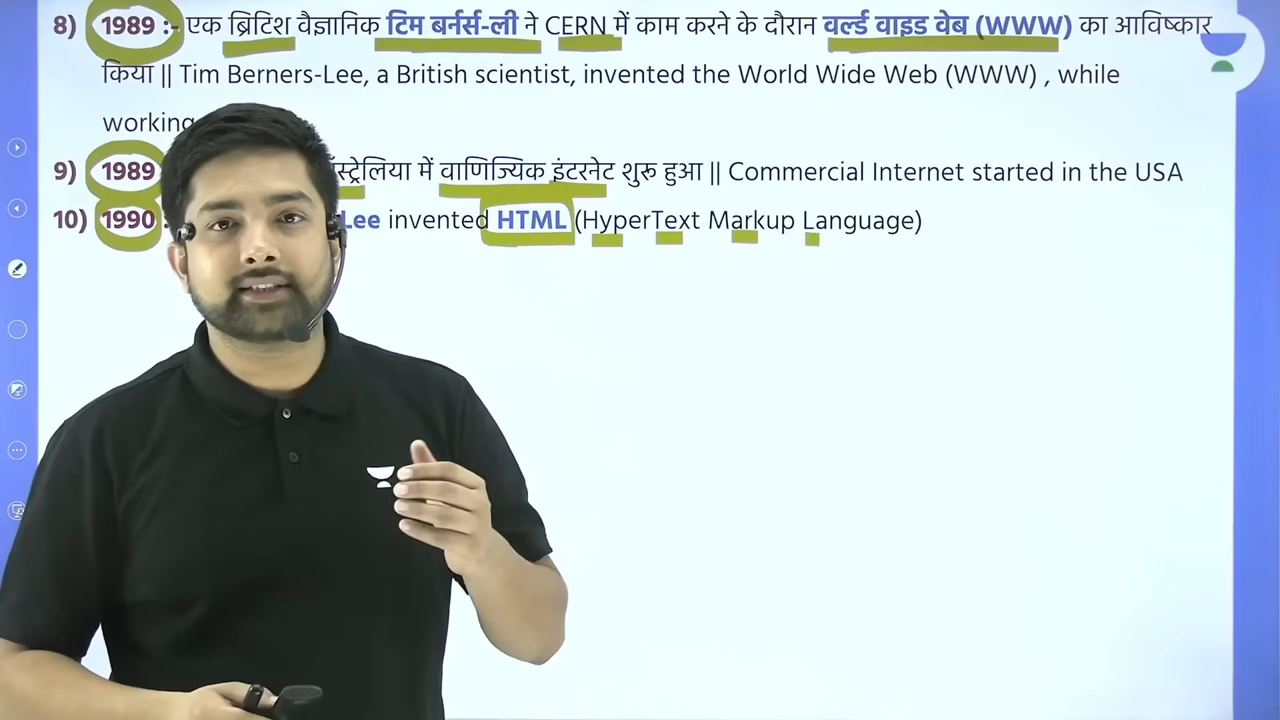 8) 1989 :- एक ब्रिटिश वैज्ञानिक टिम बर्नर्स-ली ने CERN में काम करने के दौरान वर्ल्ड वाइड वेब (WWW) का आविष्कार
किया || Tim Berners-Lee, a British scientist, invented the World Wide Web (WWW) , while
working
9) 1989 में वाणिज्यिक इंटरनेट शुरू हुआ || Commercial Internet started in the USA
10) 1990 Lee invented HTML (HyperText Markup Language)